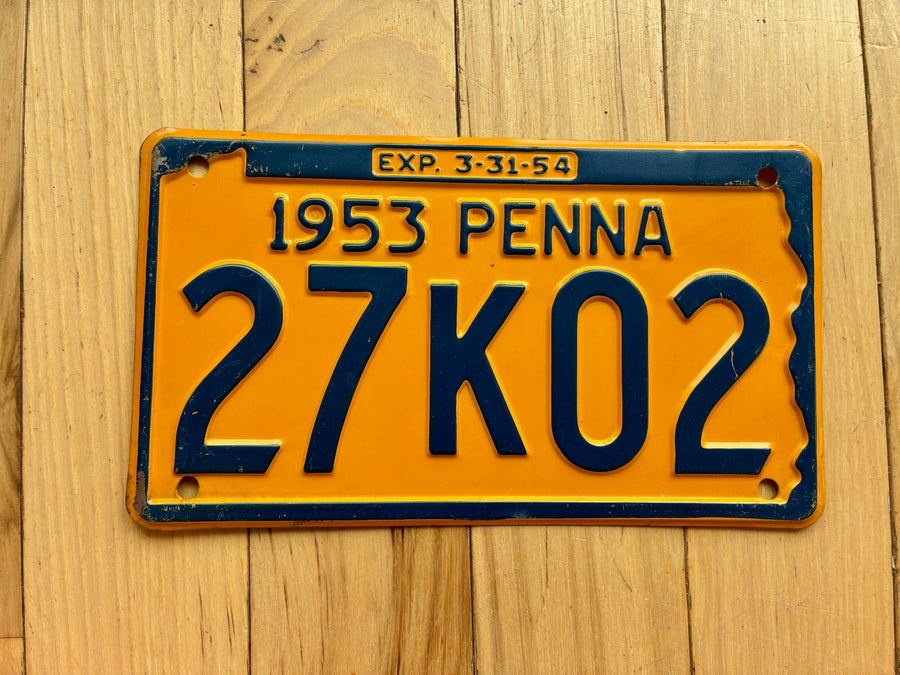 EXP. 3-31-54
1953 PENNA
27K02